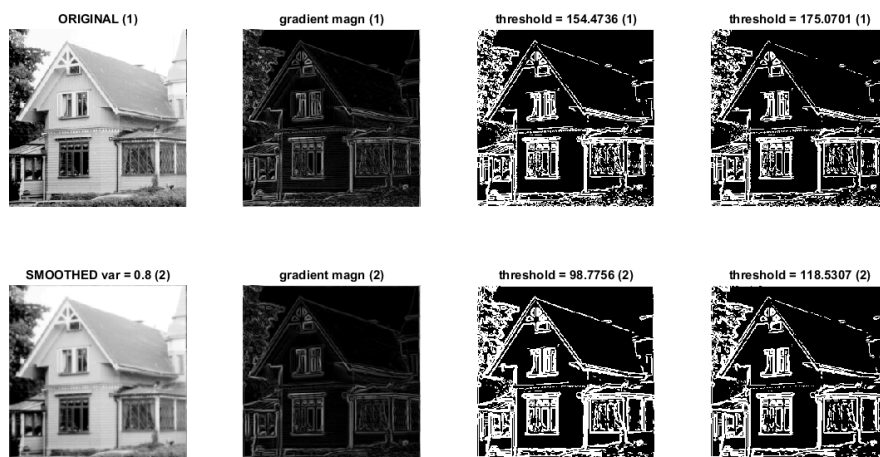 ORIGINAL (1)
gradient magn (1)
threshold = 154.4736 (1)
threshold = 175.0701 (1)
SMOOTHED var = 0.8 (2)
gradient magn (2)
threshold = 98.7756 (2)
threshold = 118.5307 (2)